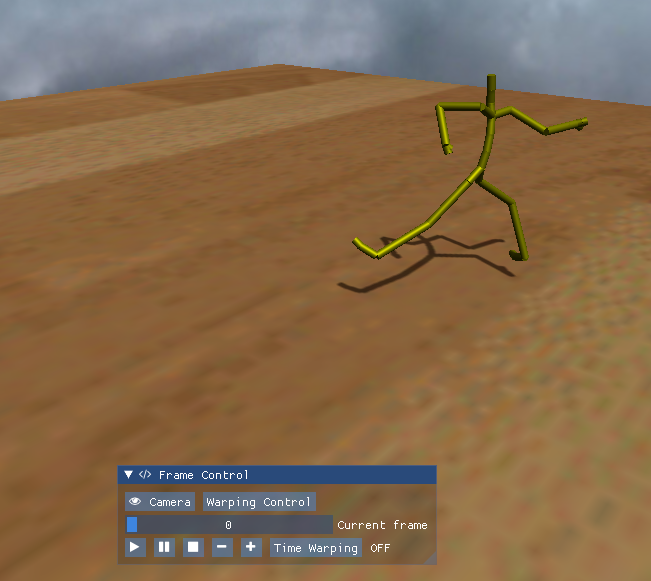 Frame Control
Camera Warping Control
0 Current frame
Time Warping OFF